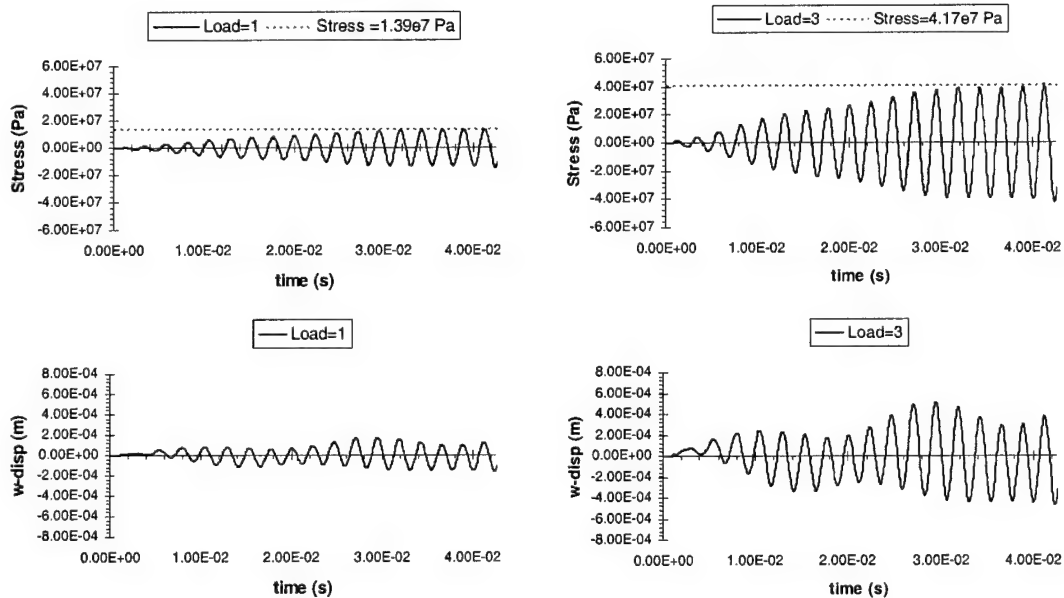 Load=1 Stress =1.39e7 Pa
6.00E+07
4.00E+07
2.00E+07
0.00E+00
-2.00E+07
-4.00E+07
-6.00E+07
Stress (Pa)
0.00E+00 1.00E-02 2.00E-02 3.00E-02 4.00E-02
time (s)
Load=3 Stress=4.17e7 Pa
6.00E+07
4.00E+07
2.00E+07
0.00E+00
-2.00E+07
-4.00E+07
-6.00E+07
Stress (Pa)
0.00E+00 1.00E-02 2.00E-02 3.00E-02 4.00E-02
time (s)
Load=1
8.00E-04
6.00E-04
4.00E-04
2.00E-04
0.00E+00
-2.00E-04
-4.00E-04
-6.00E-04
-8.00E-04
w-disp (m)
0.00E+00 1.00E-02 2.00E-02 3.00E-02 4.00E-02
time (s)
Load=3
8.00E-04
6.00E-04
4.00E-04
2.00E-04
0.00E+00
-2.00E-04
-4.00E-04
-6.00E-04
-8.00E-04
w-disp (m)
0.00E+00 1.00E-02 2.00E-02 3.00E-02 4.00E-02
time (s)